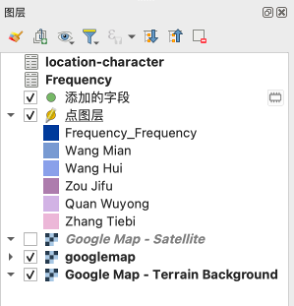 图层
location-character
Frequency
添加的字段
点图层
Frequency_Frequency
Wang Mian
Wang Hui
Zou Jifu
Quan Wuyong
Zhang Tiebi
Google Map - Satellite
googlemap
Google Map - Terrain Background